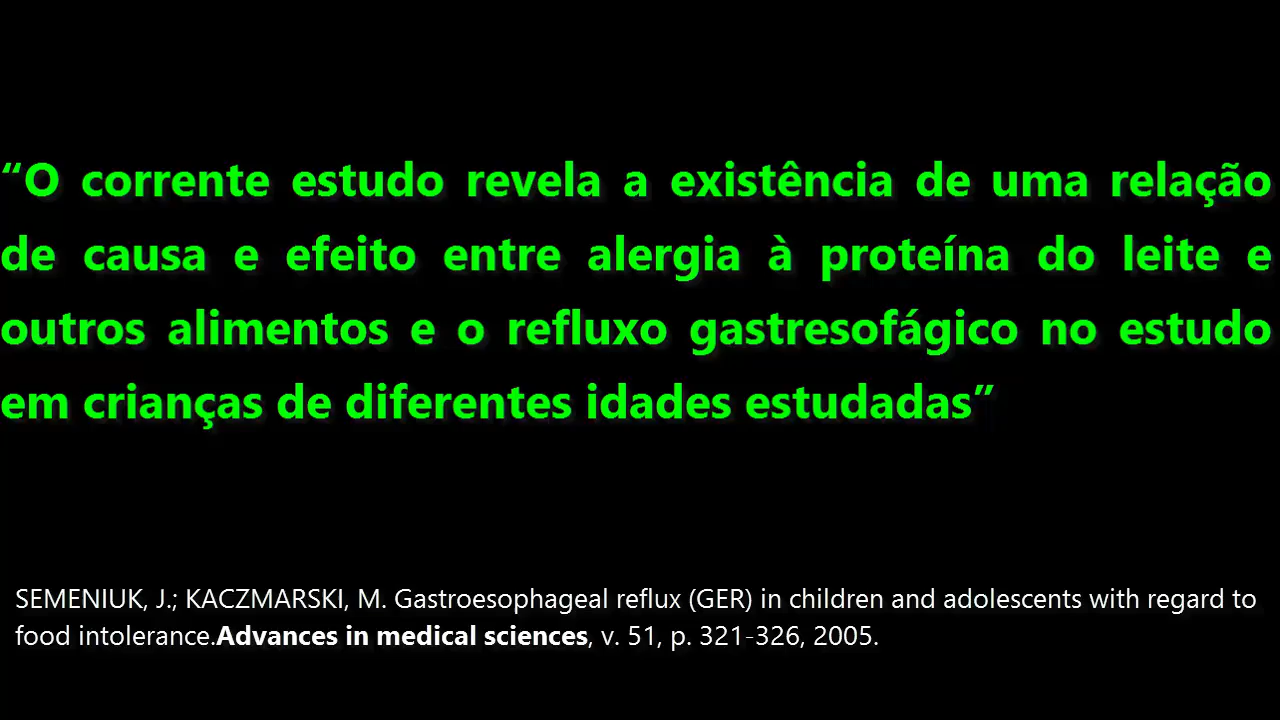 “O corrente estudo revela a existência de uma relação
de causa e efeito entre alergia à proteína do leite e
outros alimentos e o refluxo gastresofágico no estudo
em crianças de diferentes idades estudadas”
SEMENIUK, J.; KACZMARSKI, M. Gastroesophageal reflux (GER) in children and adolescents with regard to
food intolerance.Advances in medical sciences, v. 51, p. 321-326, 2005.